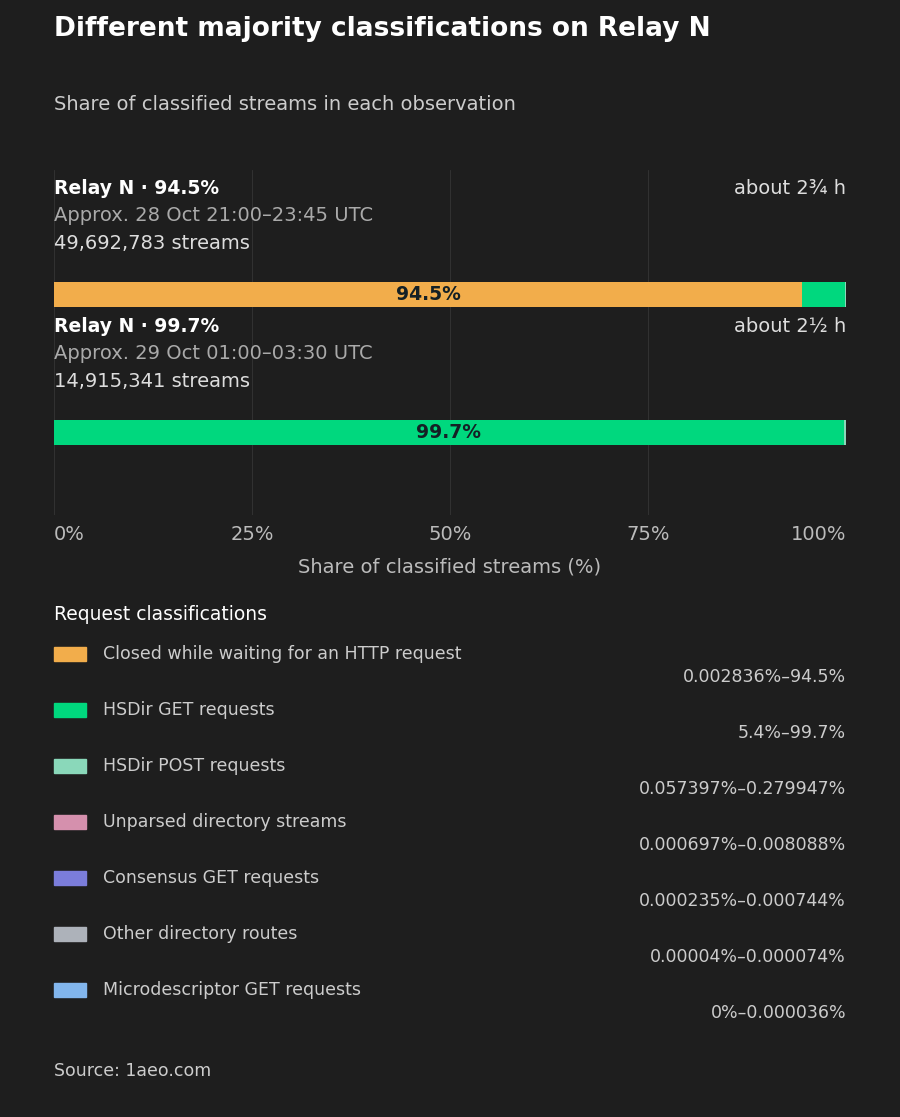 Different majority classifications on Relay N
Share of classified streams in each observation
Relay N · 94.5%
about 2¾ h
Approx. 28 Oct 21:00–23:45 UTC
49,692,783 streams
94.5%
Relay N · 99.7%
about 2½ h
Approx. 29 Oct 01:00–03:30 UTC
14,915,341 streams
99.7%
0% 25% 50% 75% 100%
Share of classified streams (%)
Request classifications
Closed while waiting for an HTTP request
0.002836%–94.5%
HSDir GET requests
5.4%–99.7%
HSDir POST requests
0.057397%–0.279947%
Unparsed directory streams
0.000697%–0.008088%
Consensus GET requests
0.000235%–0.000744%
Other directory routes
0.00004%–0.000074%
Microdescriptor GET requests
0%–0.000036%
Source: 1aeo.com